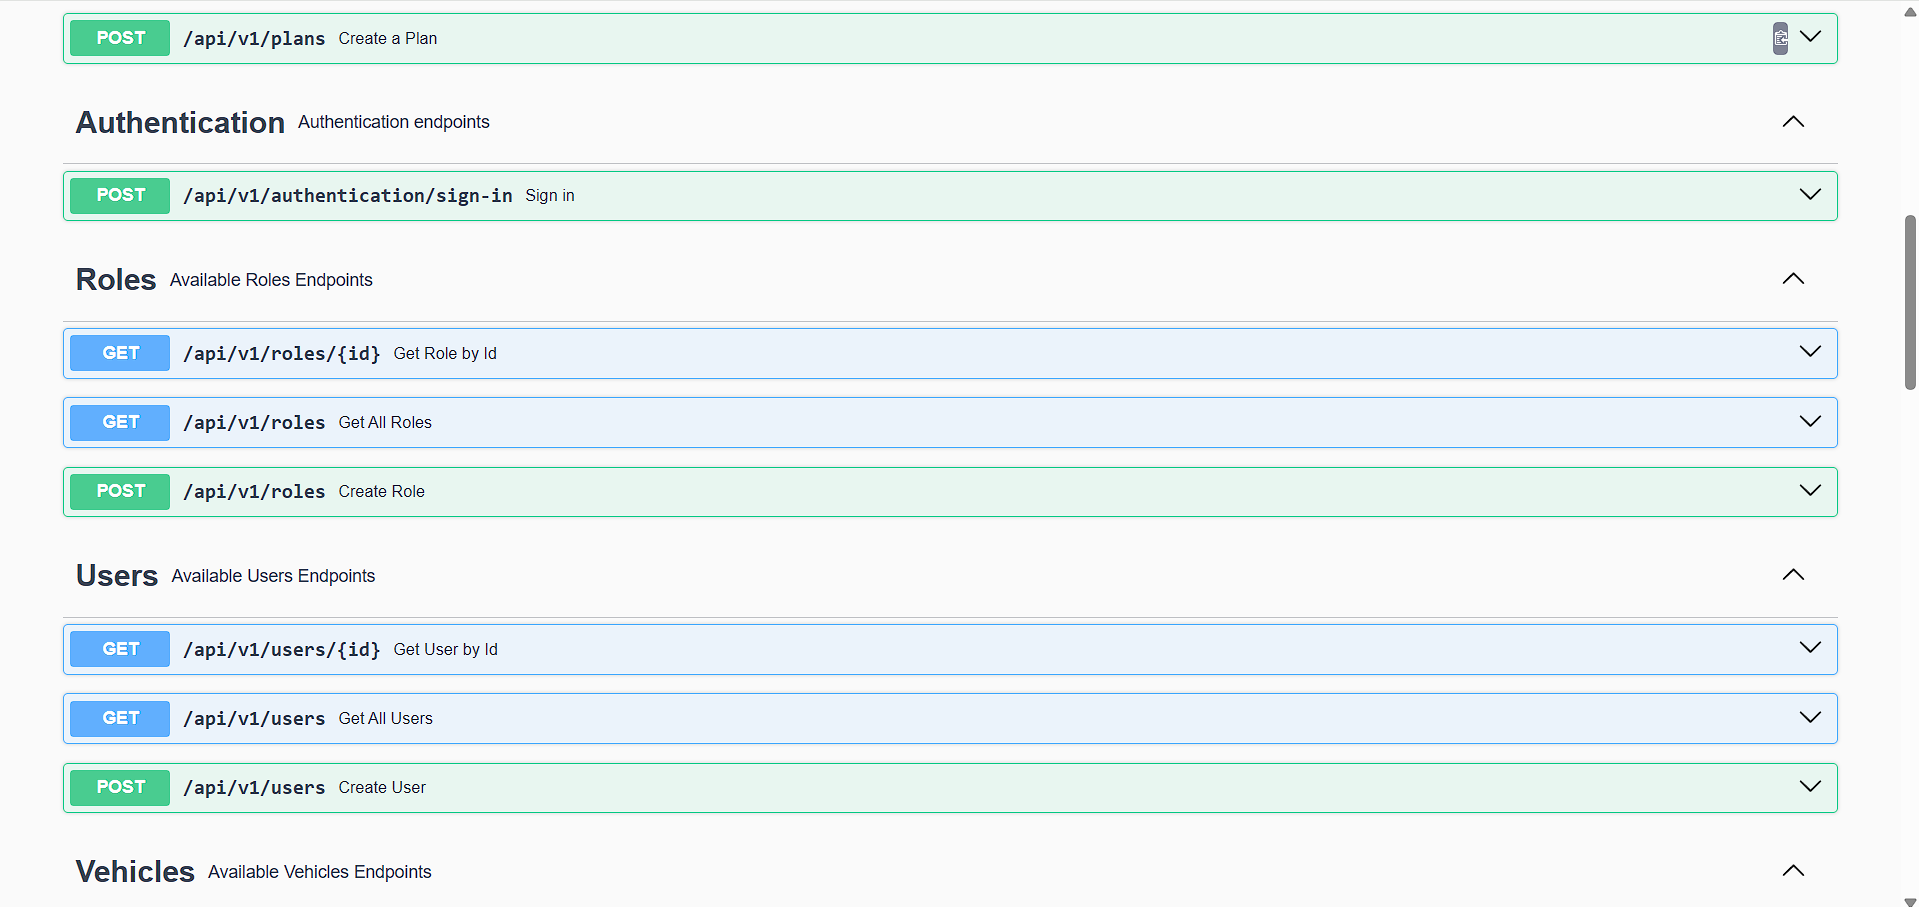 POST /api/v1/plans Create a Plan
Authentication Authentication endpoints
POST /api/v1/authentication/sign-in Sign in
Roles Available Roles Endpoints
GET /api/v1/roles/{id} Get Role by Id
GET /api/v1/roles Get All Roles
POST /api/v1/roles Create Role
Users Available Users Endpoints
GET /api/v1/users/{id} Get User by Id
GET /api/v1/users Get All Users
POST /api/v1/users Create User
Vehicles Available Vehicles Endpoints